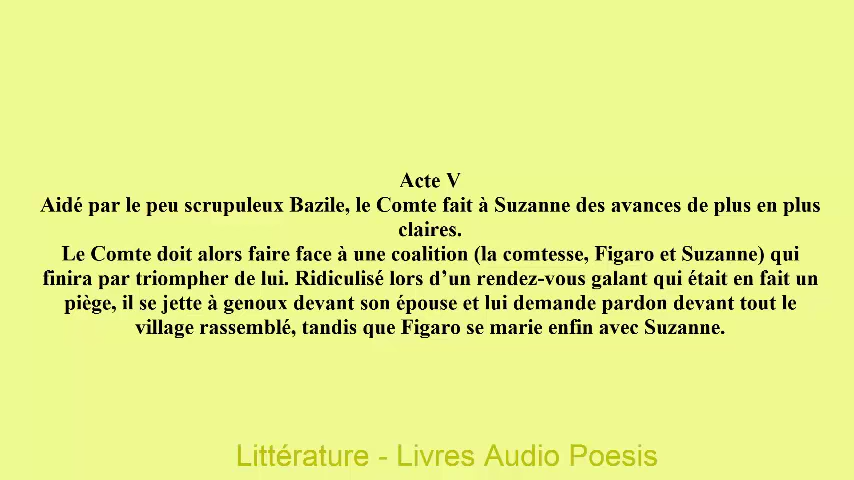 Acte V
Aidé par le peu scrupuleux Bazile, le Comte fait à Suzanne des avances de plus en plus
claires.
Le Comte doit alors faire face à une coalition (la comtesse, Figaro et Suzanne) qui
finira par triompher de lui. Ridiculisé lors d’un rendez-vous galant qui était en fait un
piège, il se jette à genoux devant son épouse et lui demande pardon devant tout le
village rassemblé, tandis que Figaro se marie enfin avec Suzanne.
Littérature - Livres Audio Poesis